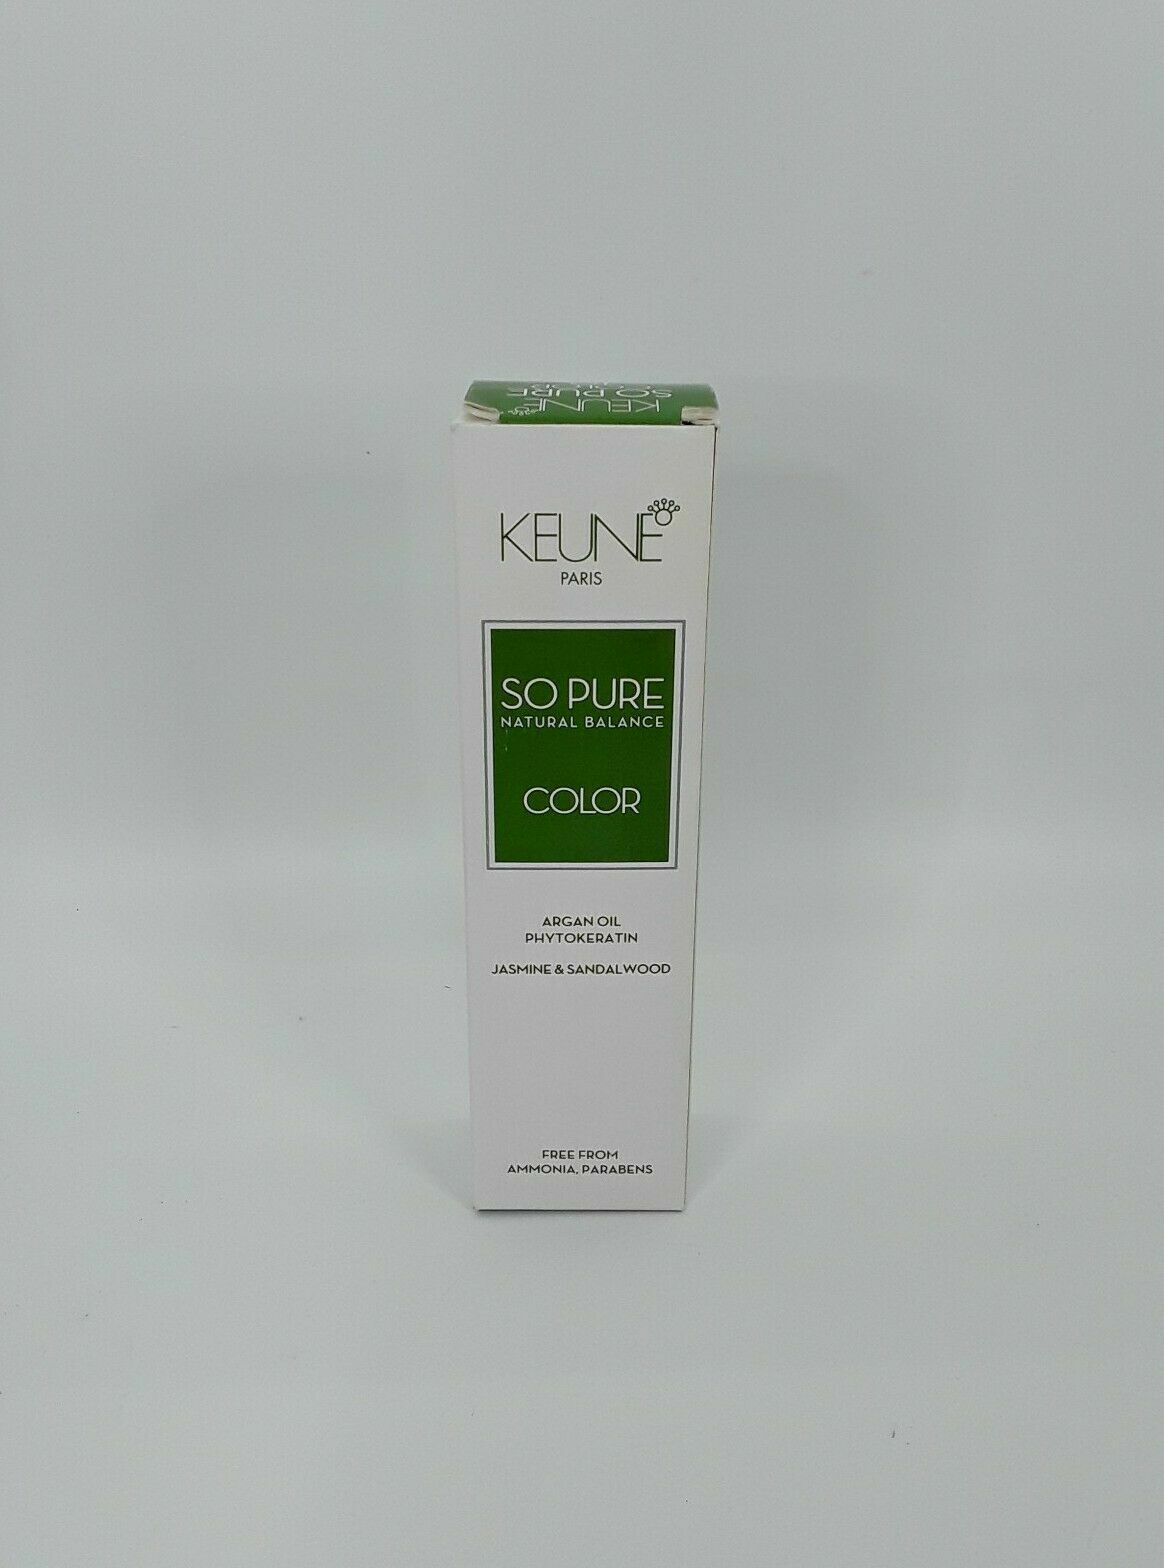 KEUNE
SO PURE
KEUNE
PARIS
SO PURE
NATURAL BALANCE
COLOR
ARGAN OIL
PHYTOKERATIN
JASMINE & SANDALWOOD
FREE FROM
AMMONIA, PARABENS